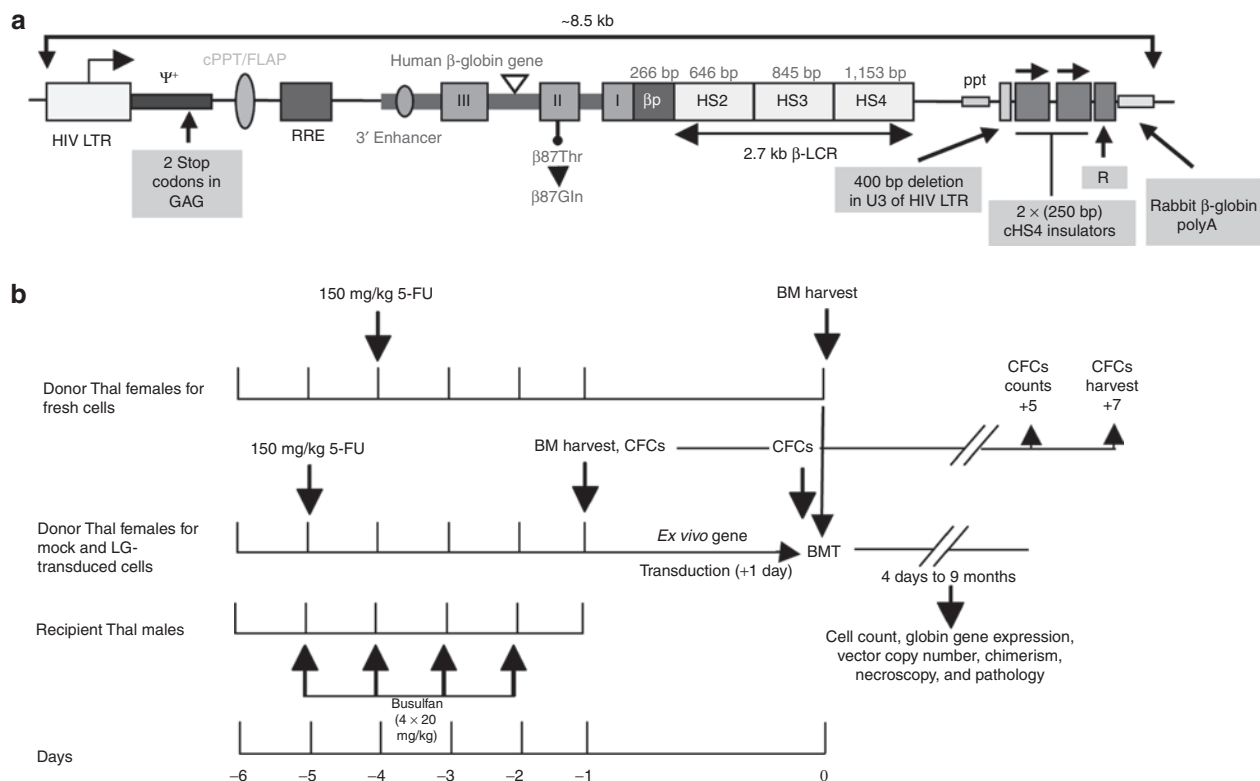 a
~8.5 kb
cPPT/FLAP
Ψ+
Human β-globin gene
266 bp 646 bp 845 bp 1,153 bp
ppt
III
II
I
βp
HS2
HS3
HS4
HIV LTR
RRE
3′ Enhancer
2 Stop
codons in
GAG
β87Thr
β87Gln
2.7 kb β-LCR
400 bp deletion
in U3 of HIV LTR
2 × (250 bp)
cHS4 insulators
R
Rabbit β-globin
polyA
b
150 mg/kg 5-FU
BM harvest
Donor Thal females for
fresh cells
CFCs
counts
+5
CFCs
harvest
+7
150 mg/kg 5-FU
BM harvest, CFCs
CFCs
Donor Thal females for
mock and LG-
transduced cells
Ex vivo gene
Transduction (+1 day)
BMT
4 days to 9 months
Recipient Thal males
Cell count, globin gene expression,
vector copy number, chimerism,
necroscopy, and pathology
Busulfan
(4 × 20
mg/kg)
Days
−6 −5 −4 −3 −2 −1 0